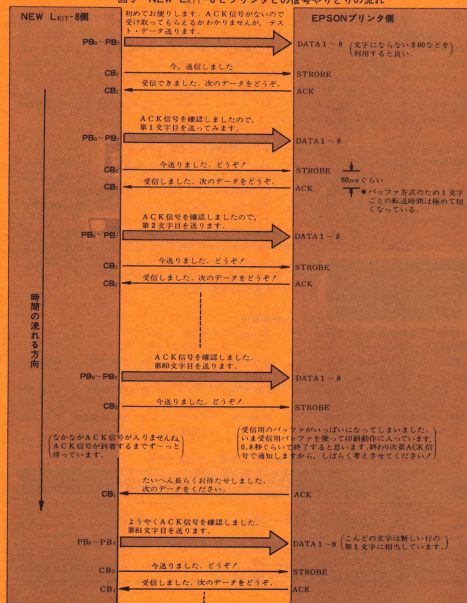 図3 NEW LKIT-8とプリンタとの信号やりとりの流れ
NEW LKIT-8側
EPSONプリンタ側
初めてお便りします。ACK信号がないので
受け取ってもらえるかわかりませんが、テス
ト・データ送ります。
PB₀~PB₇
DATA1~8
(文字にならない$00などを
利用すると良い。)
今、送信しました
CB₂
STROBE
受信できました、次のデータをどうぞ。
CB₁
ACK
ACK信号を確認しましたので、
第1文字目を送ってみます。
PB₀~PB₇
DATA1~8
今送りました、どうぞ!
CB₂
STROBE
受信しました、次のデータをどうぞ。
CB₁
ACK
50μsぐらい
●バッファ方式のため1文字
ごとの転送時間は極めて短
くなっている。
ACK信号を確認しましたので、
第2文字目を送ります。
PB₀~PB₇
DATA1~8
今送りました、どうぞ!
CB₂
STROBE
受信しました、次のデータをどうぞ!
CB₁
ACK
時間の流れる方向
ACK信号を確認しました。
第80文字目を送ります。
PB₀~PB₇
DATA1~8
今送りました、どうぞ!
CB₂
STROBE
(なかなかACK信号が入りませんね
ACK信号が到着するまでず〜っと
待っています。)
(受信用のバッファがいっぱいになってしまいました。
いま受信用バッファを使って印刷動作に入っています。
0.8秒ぐらいで終了すると思います。終わり次第ACK信
号で通知しますから、しばらく考えさせてください!)
たいへん長らくお待たせしました。
次のデータをください。
CB₁
ACK
ようやくACK信号を確認しました。
第81文字目を送ります。
PB₀~PB₇
DATA1~8
(こんどの文字は新しい行の
第1文字に相当しています。)
今送りました、どうぞ!
CB₂
STROBE
受信しました、次のデータをどうぞ。
CB₁
ACK